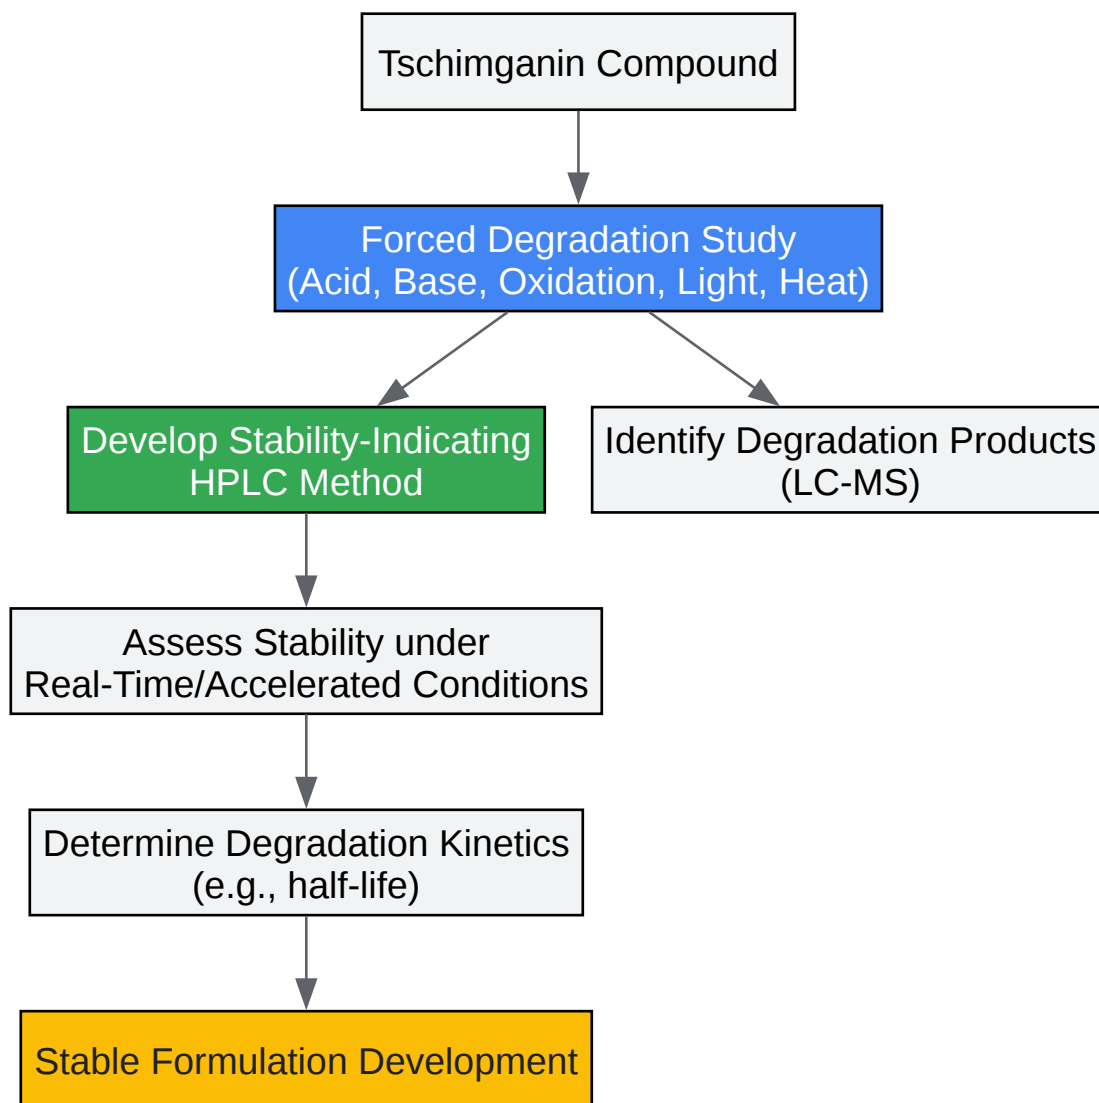 Tschimganin Compound
Forced Degradation Study
(Acid, Base, Oxidation, Light, Heat)
Develop Stability-Indicating
HPLC Method
Identify Degradation Products
(LC-MS)
Assess Stability under
Real-Time/Accelerated Conditions
Determine Degradation Kinetics
(e.g., half-life)
Stable Formulation Development